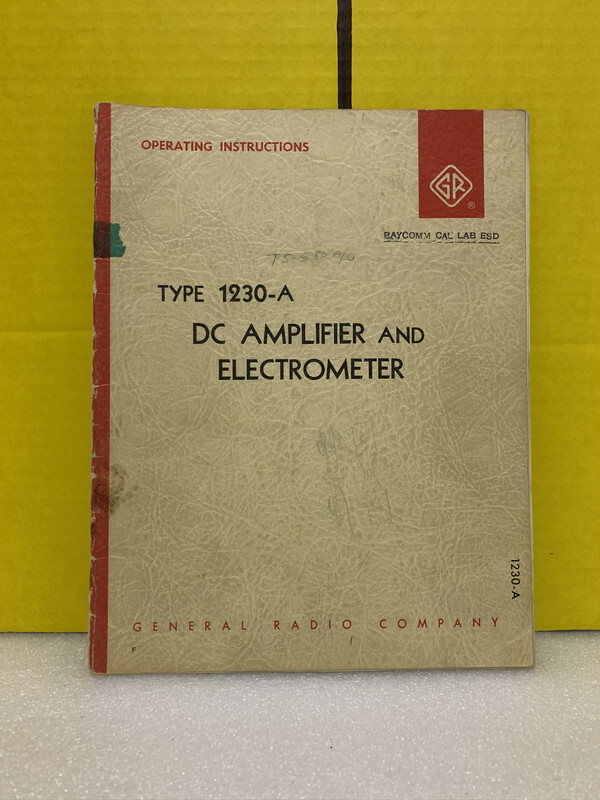 OPERATING INSTRUCTIONS
GR
®
RAYCOMM CAL LAB ESD
TYPE 1230-A
DC AMPLIFIER AND
ELECTROMETER
1230-A
GENERAL RADIO COMPANY
F